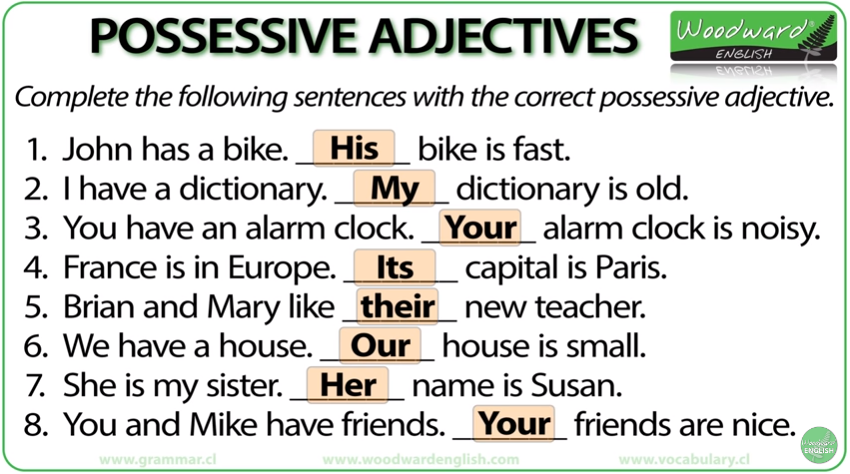 POSSESSIVE ADJECTIVES
Woodward
ENGLISH
Complete the following sentences with the correct possessive adjective.
1. John has a bike. His bike is fast.
2. I have a dictionary. My dictionary is old.
3. You have an alarm clock. Your alarm clock is noisy.
4. France is in Europe. Its capital is Paris.
5. Brian and Mary like their new teacher.
6. We have a house. Our house is small.
7. She is my sister. Her name is Susan.
8. You and Mike have friends. Your friends are nice.
Woodward
ENGLISH
www.grammar.cl www.woodwardenglish.com www.vocabulary.cl